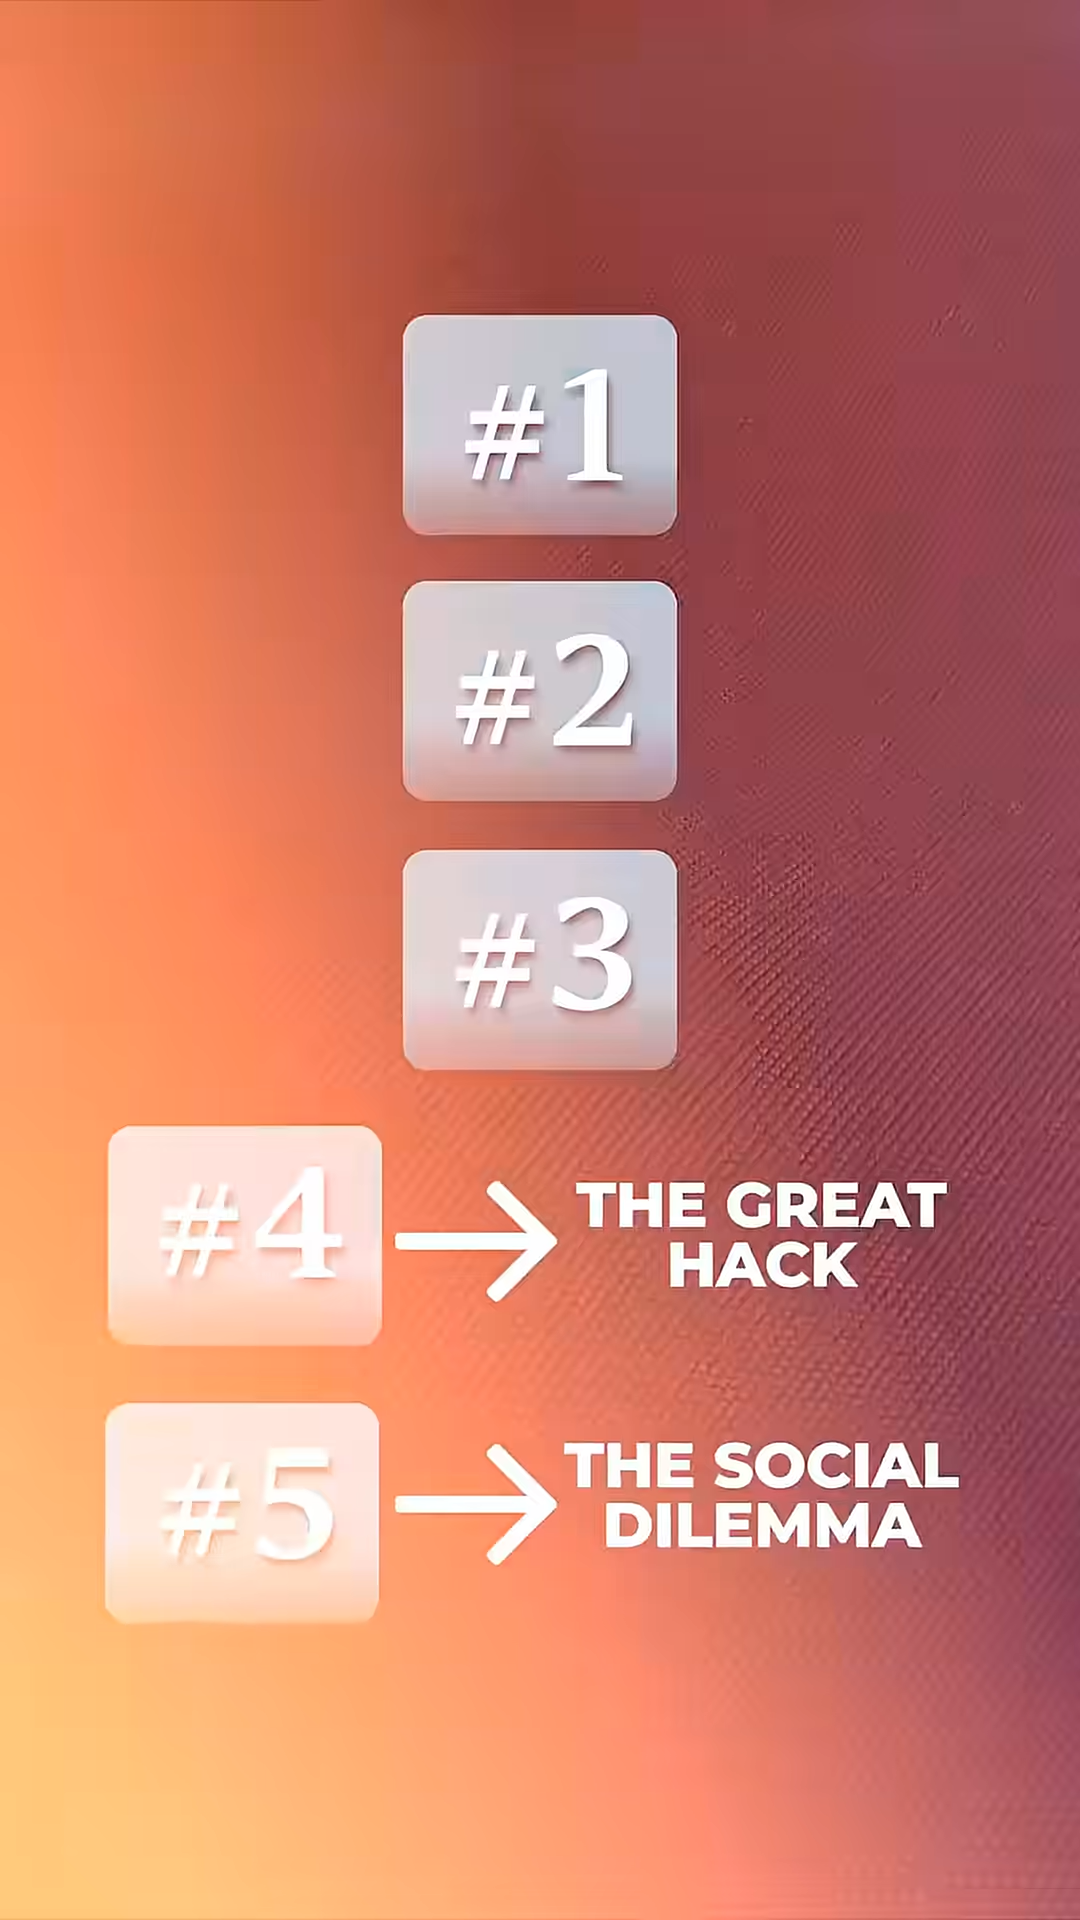 #1
#2
#3
#4
THE GREAT
HACK
#5
THE SOCIAL
DILEMMA